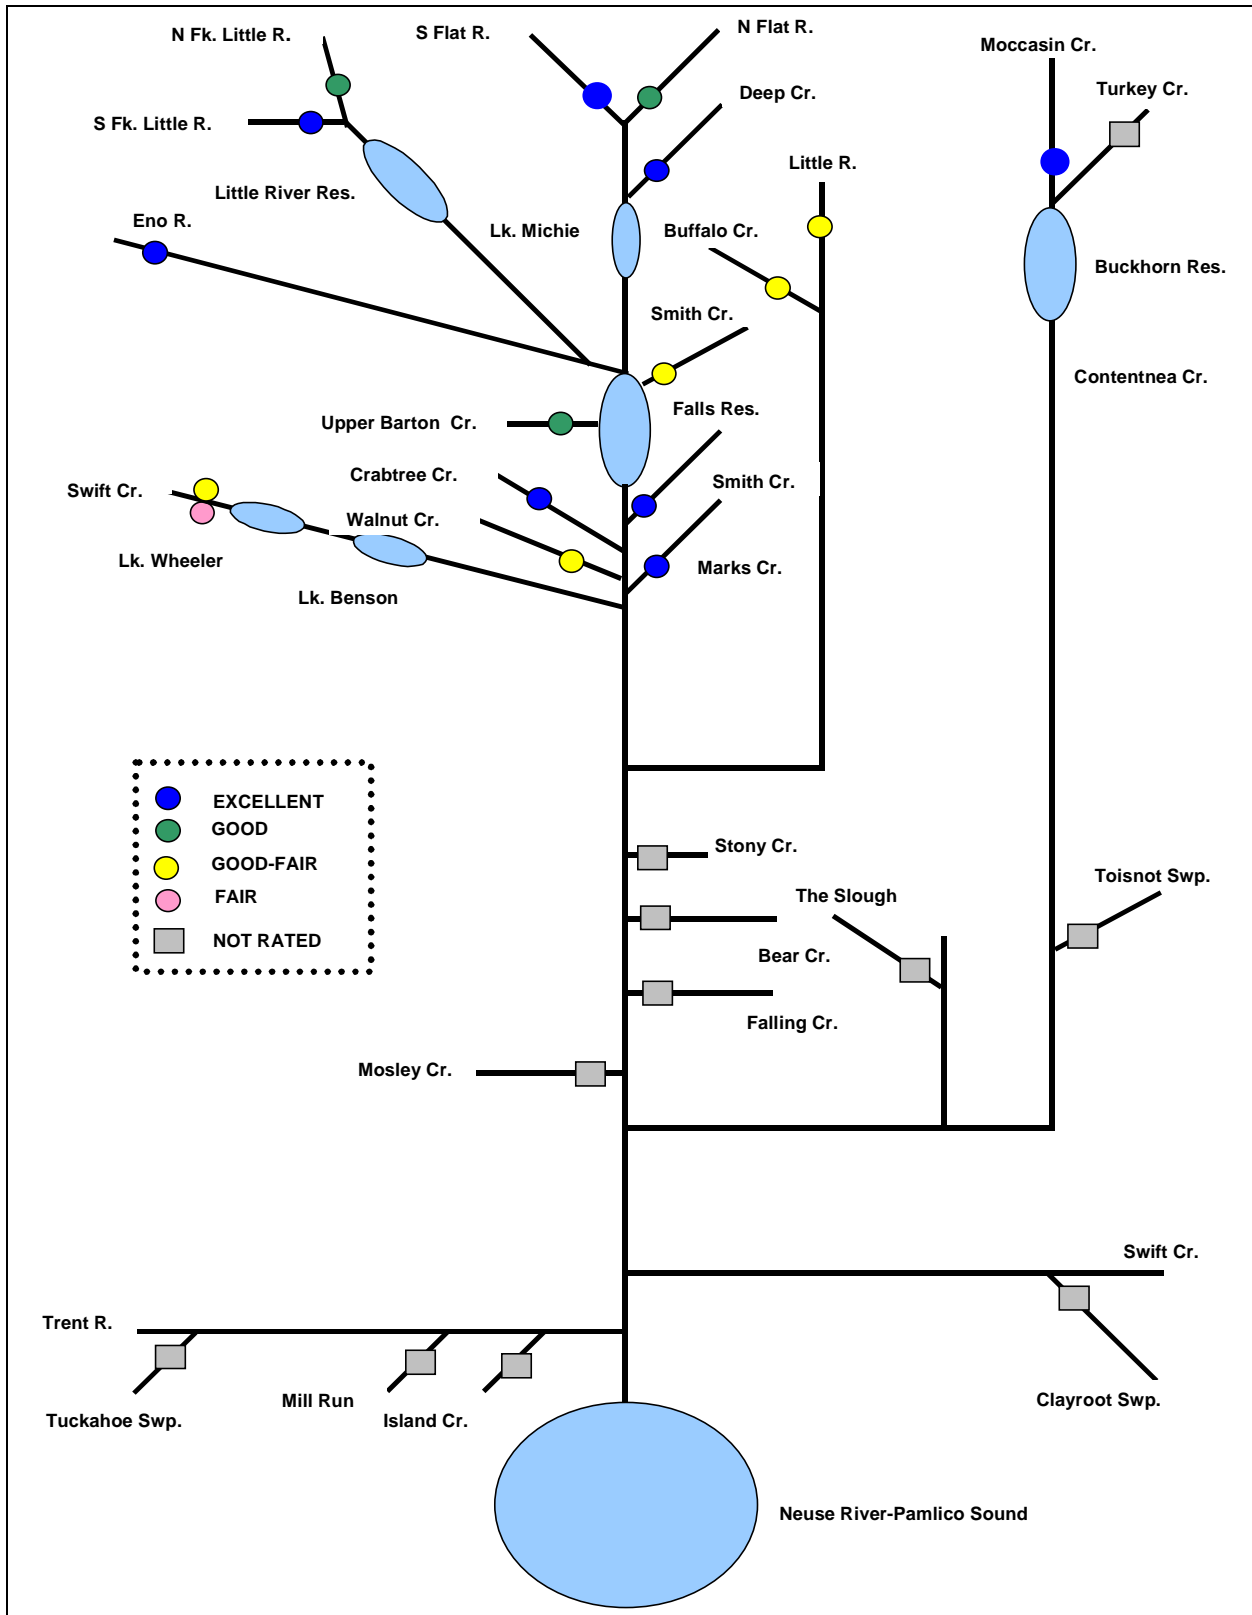 N Fk. Little R.
S Flat R.
N Flat R.
Moccasin Cr.
Turkey Cr.
Deep Cr.
S Fk. Little R.
Little R.
Little River Res.
Eno R.
Lk. Michie
Buffalo Cr.
Buckhorn Res.
Smith Cr.
Contentnea Cr.
Falls Res.
Upper Barton Cr.
Crabtree Cr.
Smith Cr.
Swift Cr.
Walnut Cr.
Lk. Wheeler
Marks Cr.
Lk. Benson
EXCELLENT
GOOD
GOOD-FAIR
FAIR
NOT RATED
Stony Cr.
Toisnot Swp.
The Slough
Bear Cr.
Falling Cr.
Mosley Cr.
Swift Cr.
Trent R.
Mill Run
Clayroot Swp.
Tuckahoe Swp.
Island Cr.
Neuse River-Pamlico Sound